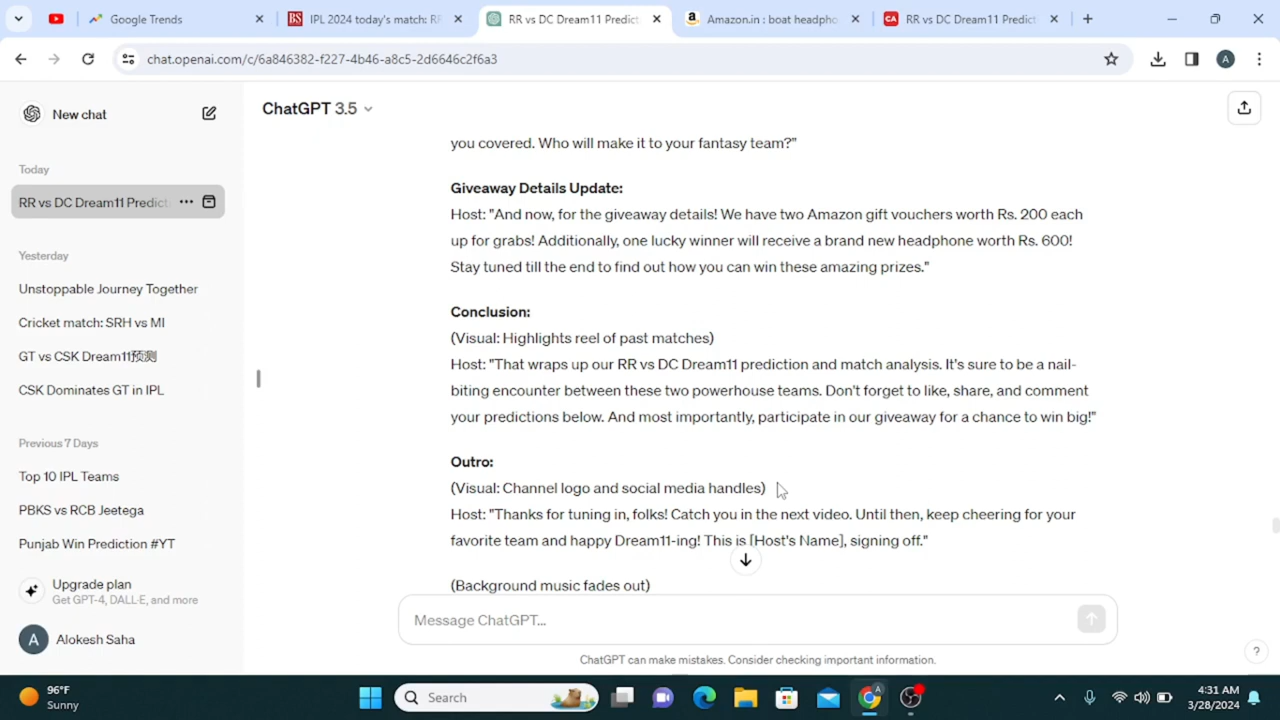 Google Trends
IPL 2024 today's match: RF
RR vs DC Dream11 Predicti
Amazon.in : boat headpho
RR vs DC Dream11 Predict
chat.openai.com/c/6a846382-f227-4b46-a8c5-2d6646c2f6a3
New chat
Today
RR vs DC Dream11 Predict
Yesterday
Unstoppable Journey Together
Cricket match: SRH vs MI
GT vs CSK Dream11预测
CSK Dominates GT in IPL
Previous 7 Days
Top 10 IPL Teams
PBKS vs RCB Jeetega
Punjab Win Prediction #YT
Upgrade plan
Get GPT-4, DALL·E, and more
A
Alokesh Saha
ChatGPT 3.5
you covered. Who will make it to your fantasy team?"
Giveaway Details Update:
Host: "And now, for the giveaway details! We have two Amazon gift vouchers worth Rs. 200 each
up for grabs! Additionally, one lucky winner will receive a brand new headphone worth Rs. 600!
Stay tuned till the end to find out how you can win these amazing prizes."
Conclusion:
(Visual: Highlights reel of past matches)
Host: "That wraps up our RR vs DC Dream11 prediction and match analysis. It's sure to be a nail-
biting encounter between these two powerhouse teams. Don't forget to like, share, and comment
your predictions below. And most importantly, participate in our giveaway for a chance to win big!"
Outro:
(Visual: Channel logo and social media handles)
Host: "Thanks for tuning in, folks! Catch you in the next video. Until then, keep cheering for your
favorite team and happy Dream11-ing! This is [Host's Name], signing off."
(Background music fades out)
Message ChatGPT...
ChatGPT can make mistakes. Consider checking important information.
?
96°F
Sunny
Search
4:31 AM
3/28/2024